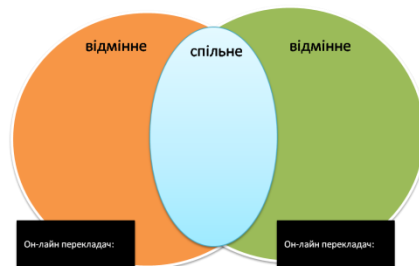 відмінне
спільне
відмінне
Он-лайн перекладач:
Он-лайн перекладач: